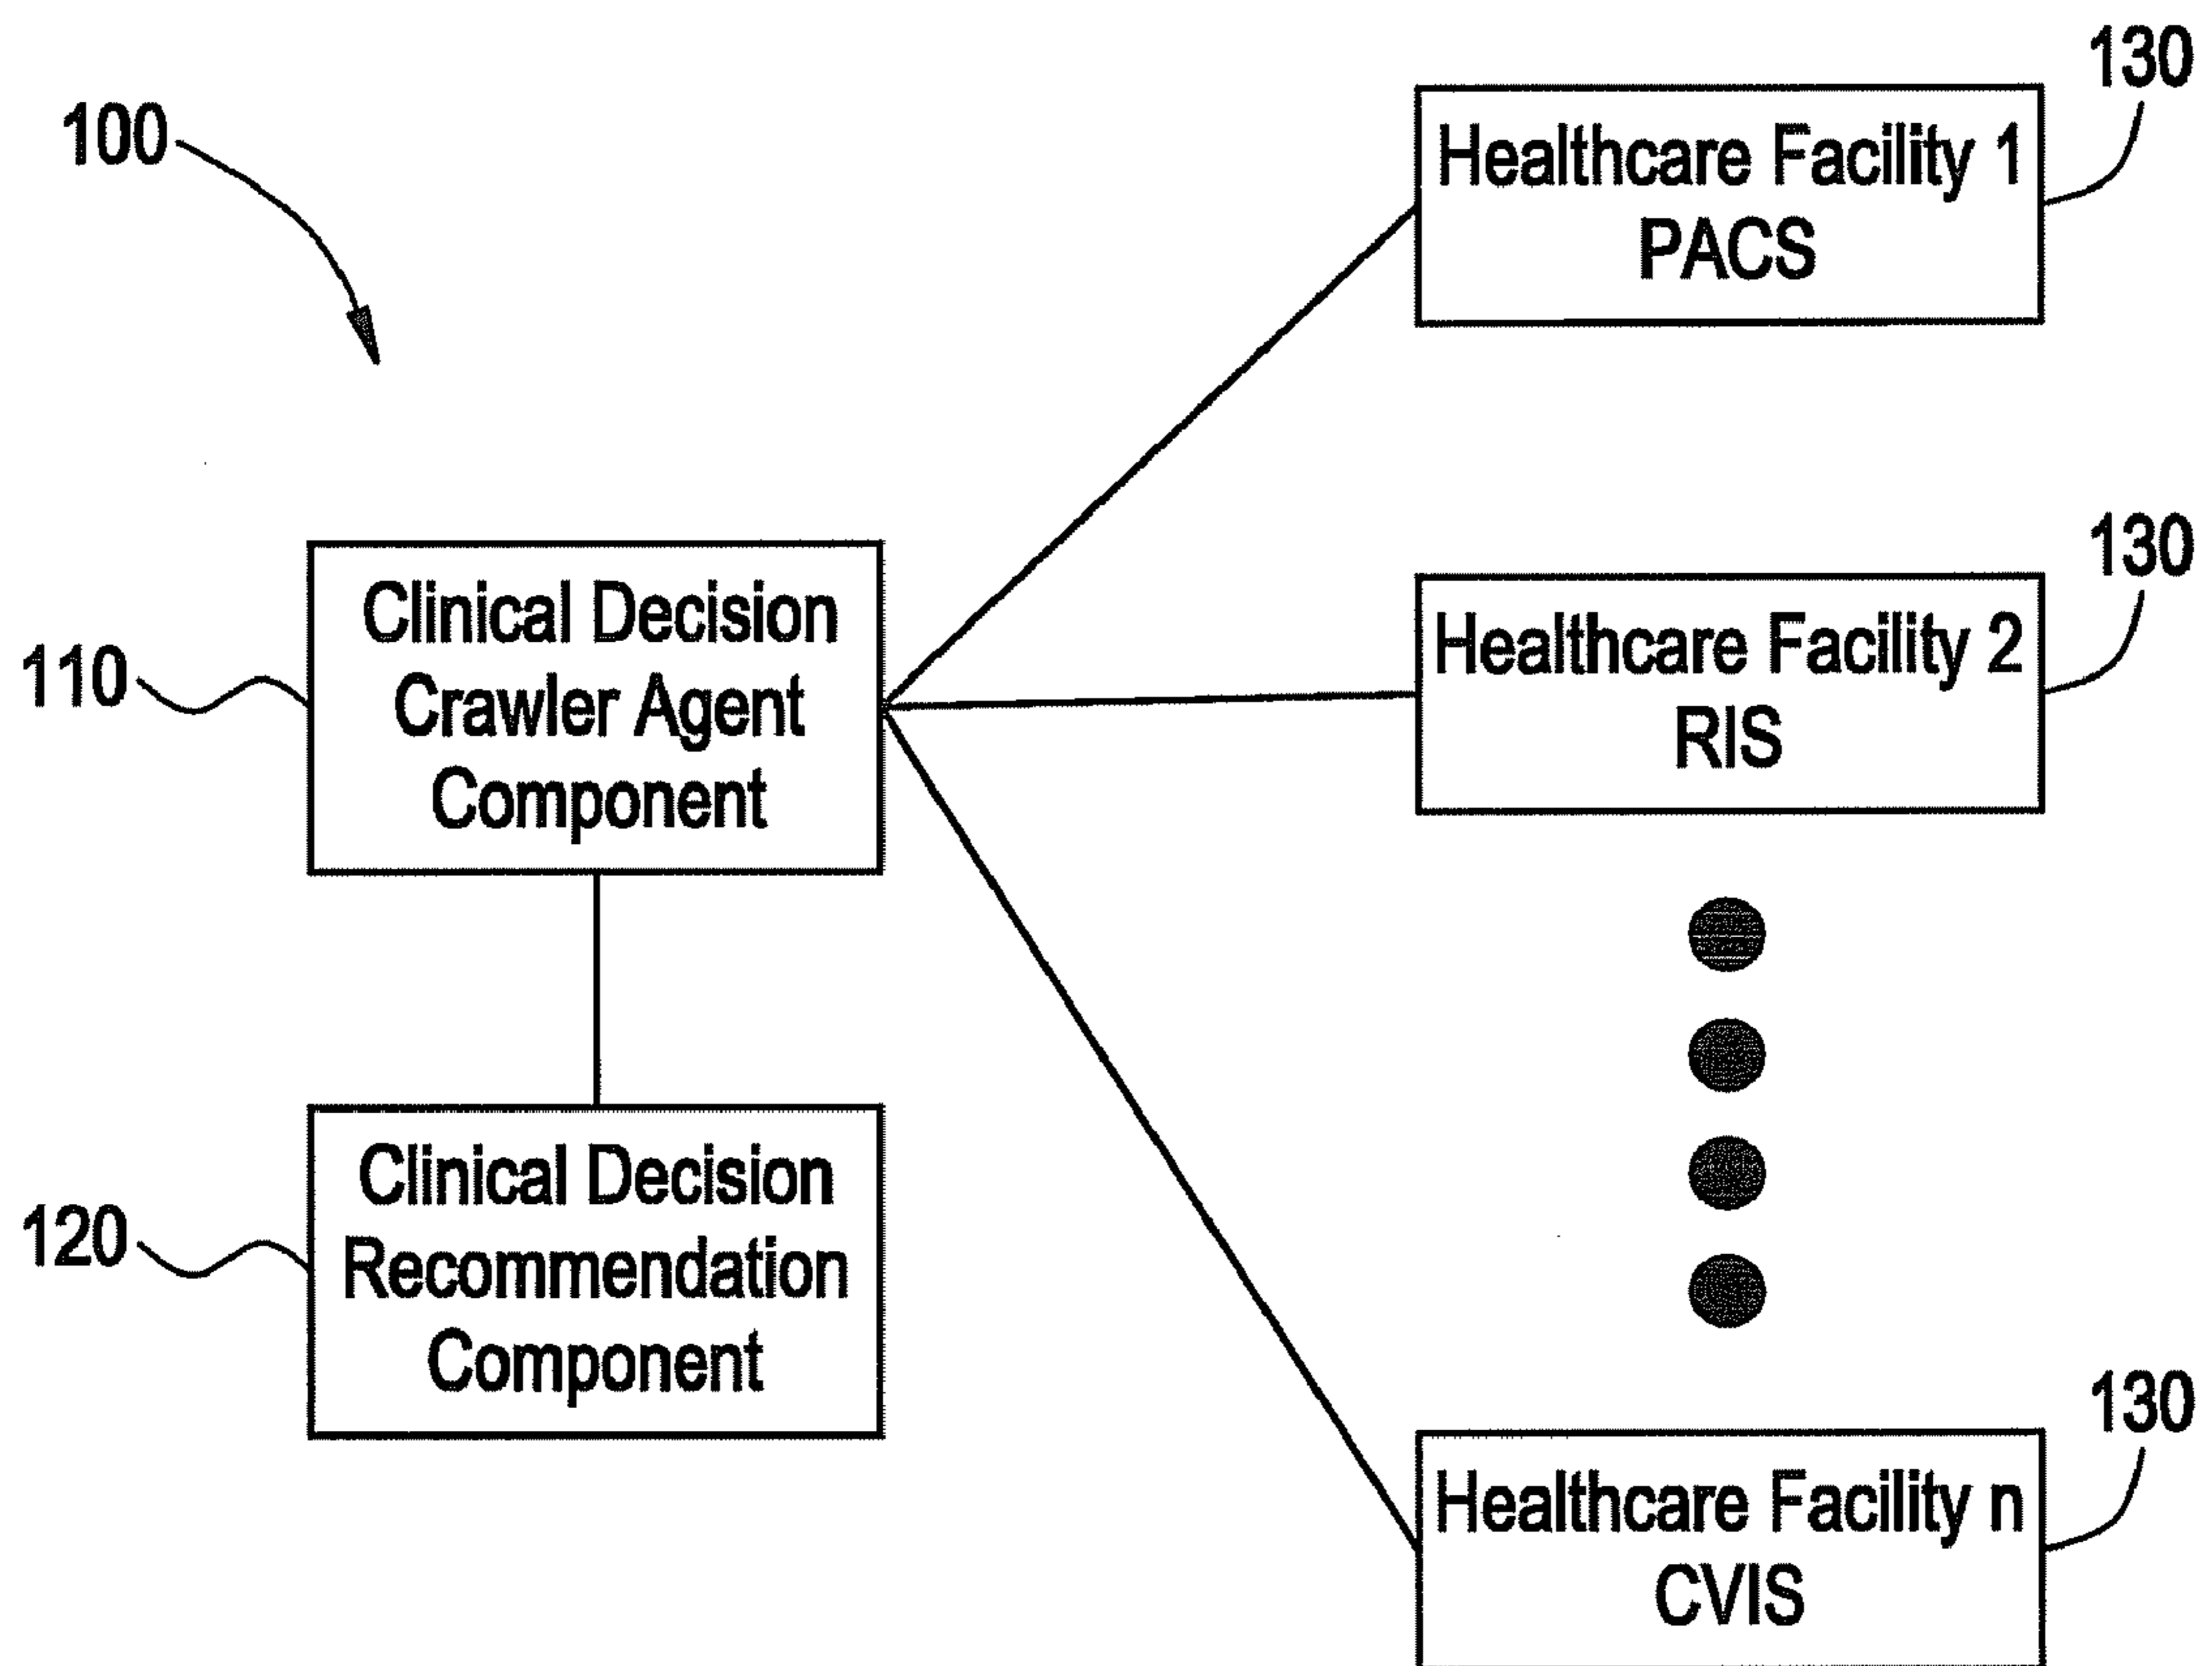 100
130
Healthcare Facility 1
PACS
130
Healthcare Facility 2
RIS
110
Clinical Decision
Crawler Agent
Component
120
Clinical Decision
Recommendation
Component
130
Healthcare Facility n
CVIS